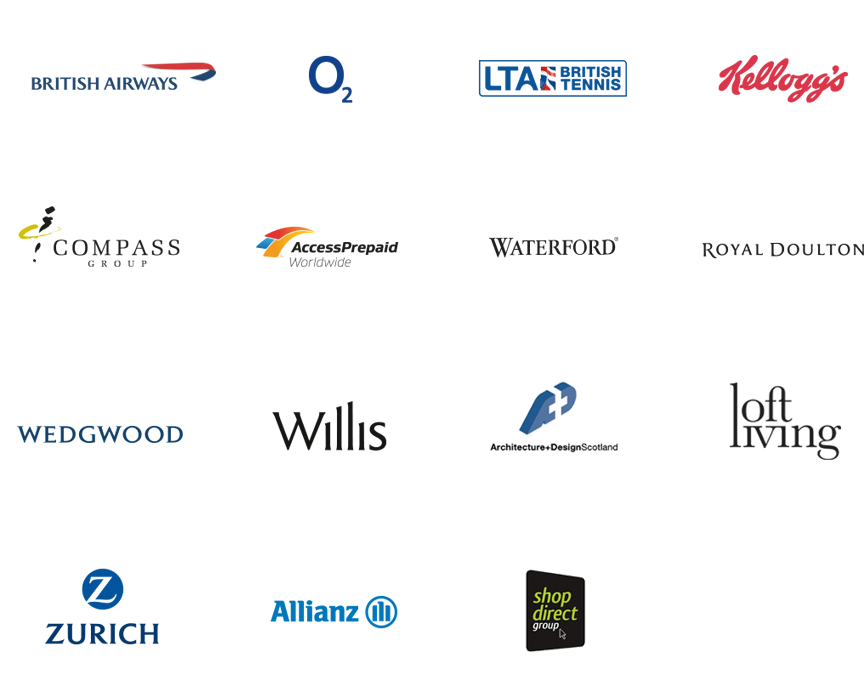 BRITISH AIRWAYS
O2
LTA BRITISH
TENNIS
Kellogg's
COMPASS
GROUP
AccessPrepaid
Worldwide
WATERFORD®
ROYAL DOULTON
WEDGWOOD
Willis
A+D
Architecture+DesignScotland
loft
living
Z
ZURICH
Allianz
shop
direct
group